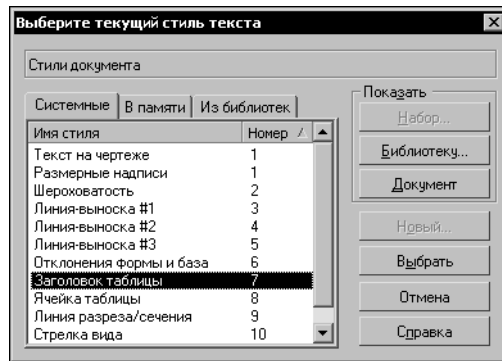 Выберите текущий стиль текста
Стили документа
Системные В памяти Из библиотек
Имя стиля Номер
Текст на чертеже 1
Размерные надписи 1
Шероховатость 2
Линия-выноска #1 3
Линия-выноска #2 4
Линия-выноска #3 5
Отклонения формы и база 6
Заголовок таблицы 7
Ячейка таблицы 8
Линия разреза/сечения 9
Стрелка вида 10
Показать
Набор...
Библиотеку...
Документ
Новый...
Выбрать
Отмена
Справка